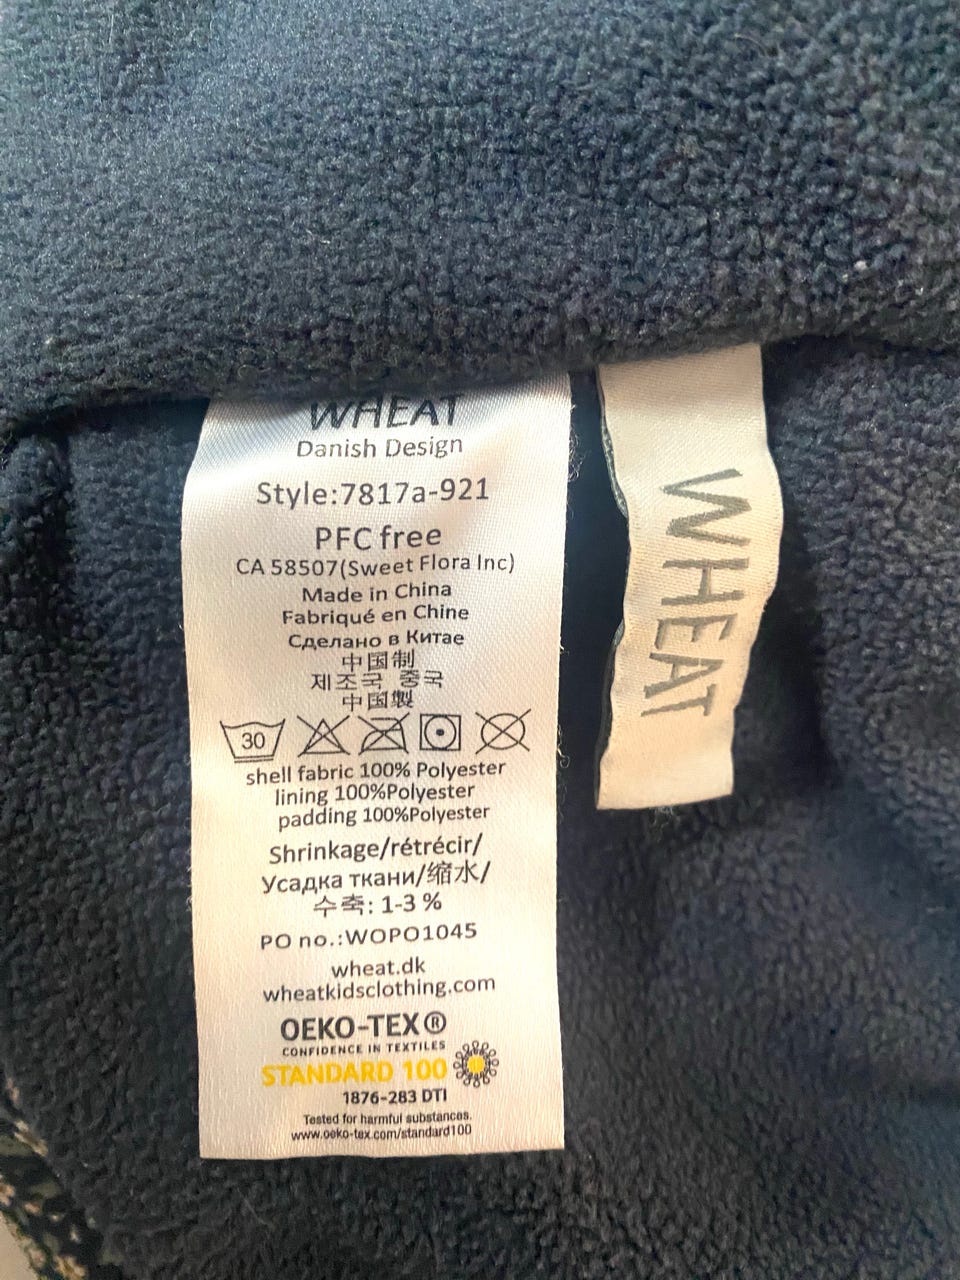 WHEAT
Danish Design
Style:7817a-921
PFC free
CA 58507(Sweet Flora Inc)
Made in China
Fabriqué en Chine
Сделано в Китае
中国制
제조국 중국
中国製
30
shell fabric 100% Polyester
lining 100%Polyester
padding 100%Polyester
Shrinkage/rétrécir/
Усадка ткани/缩水/
수축: 1-3 %
PO no.:WOPO1045
wheat.dk
wheatkidsclothing.com
OEKO-TEX®
CONFIDENCE IN TEXTILES
STANDARD 100
1876-283 DTI
Tested for harmful substances.
www.oeko-tex.com/standard100
WHEAT